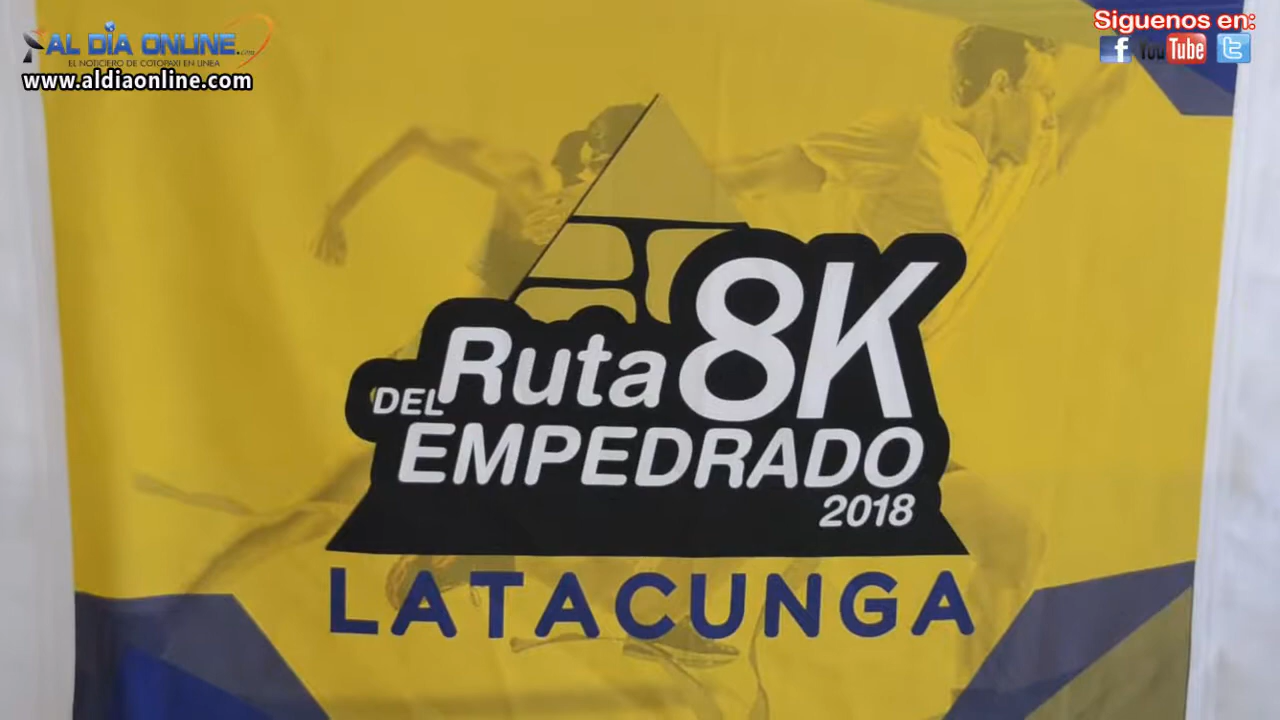 AL DÍA ONLINE.com
EL NOTICIERO DE COTOPAXI EN LINEA
www.aldiaonline.com
Siguenos en:
f You Tube t
Ruta 8K
DEL
EMPEDRADO
2018
LATACUNGA